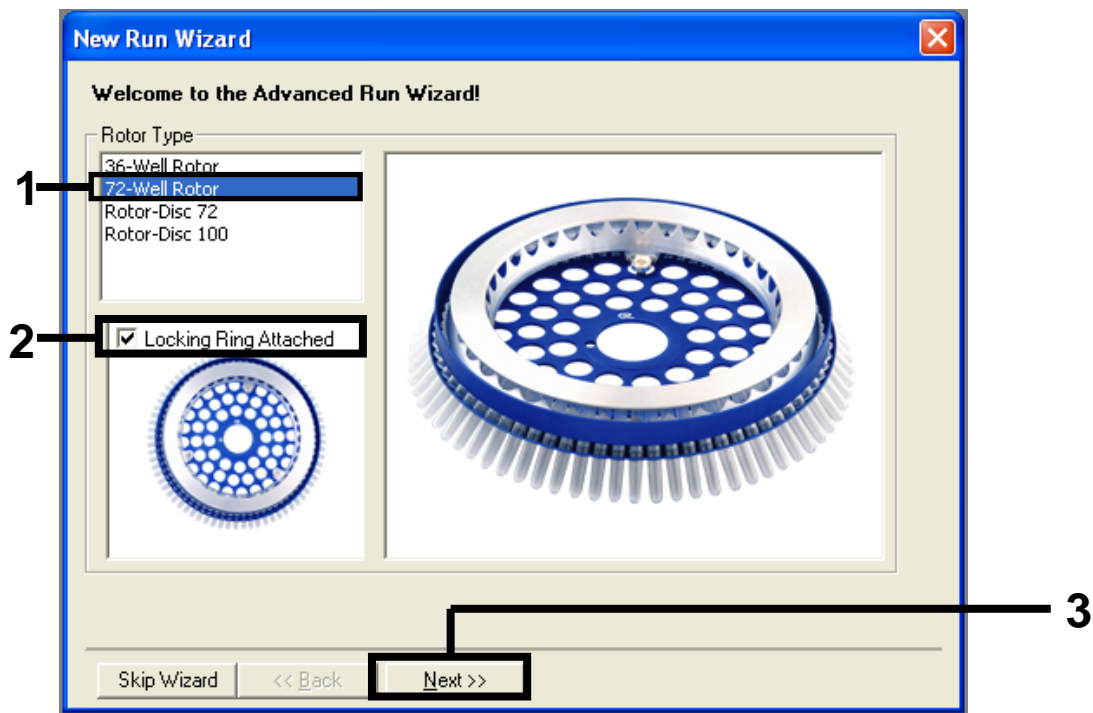 New Run Wizard
Welcome to the Advanced Run Wizard!
Rotor Type
36-Well Rotor
1
72-Well Rotor
Rotor-Disc 72
Rotor-Disc 100
2
Locking Ring Attached
3
Skip Wizard
<< Back
Next >>